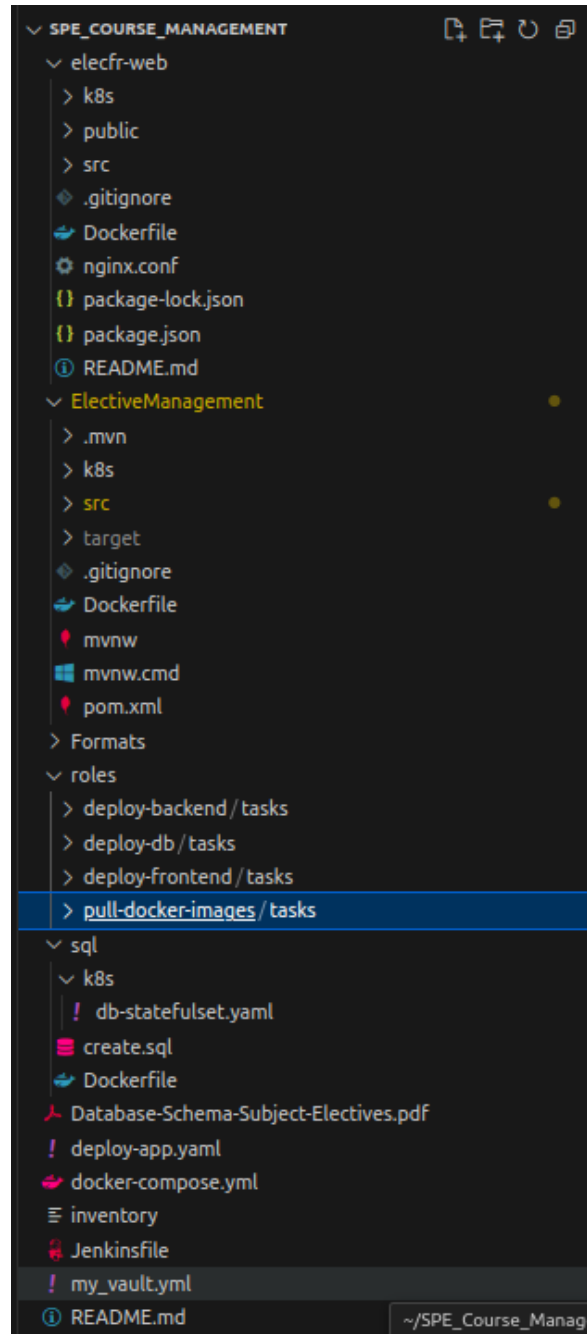 SPE_COURSE_MANAGEMENT
elecfr-web
k8s
public
src
.gitignore
Dockerfile
nginx.conf
package-lock.json
package.json
README.md
ElectiveManagement
.mvn
k8s
src
target
.gitignore
Dockerfile
mvnw
mvnw.cmd
pom.xml
Formats
roles
deploy-backend/tasks
deploy-db/tasks
deploy-frontend/tasks
pull-docker-images/tasks
sql
k8s
db-statefulset.yaml
create.sql
Dockerfile
Database-Schema-Subject-Electives.pdf
deploy-app.yaml
docker-compose.yml
inventory
Jenkinsfile
my_vault.yml
README.md ~/SPE_Course_Manag